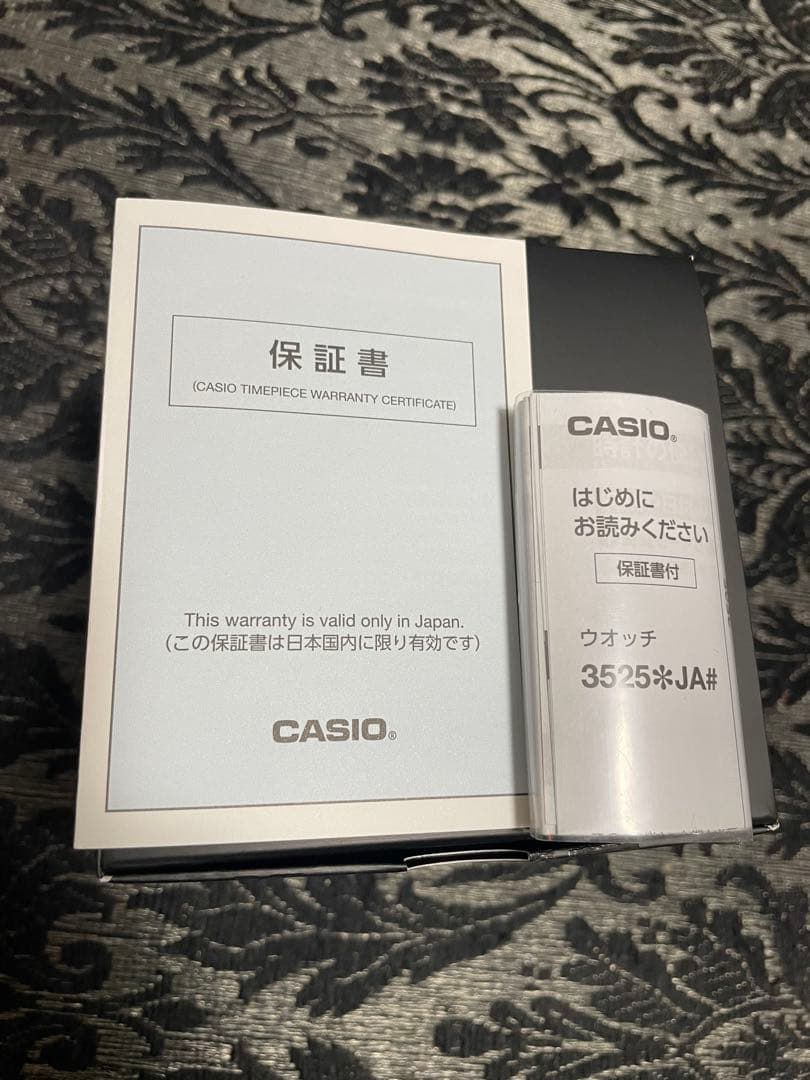 保証書
(CASIO TIMEPIECE WARRANTY CERTIFICATE)
This warranty is valid only in Japan.
(この保証書は日本国内に限り有効です)
CASIO®
CASIO®
はじめに
お読みください
保証書付
ウオッチ
3525✻JA#